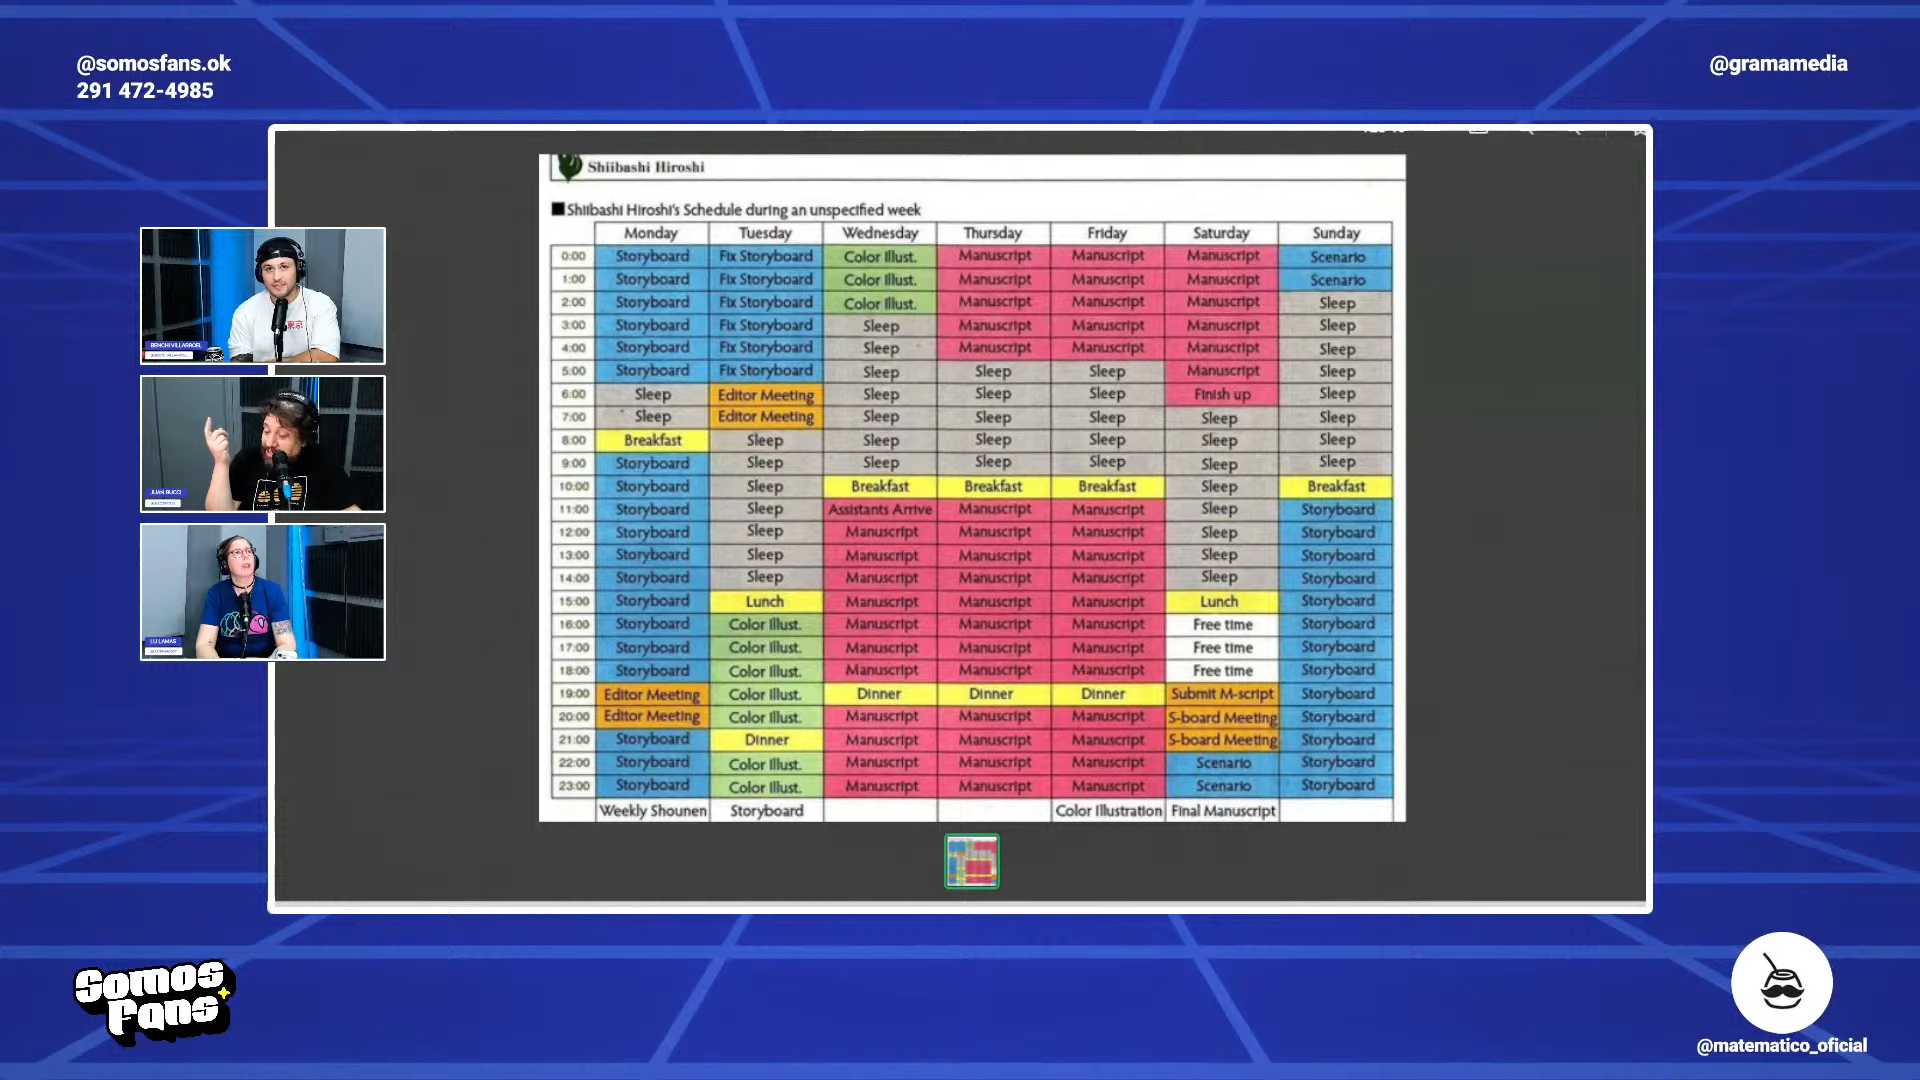 @somosfans.ok
291 472-4985
@gramamedia
Shiibashi Hiroshi
Shiibashi Hiroshi's Schedule during an unspecified week
Monday Tuesday Wednesday Thursday Friday Saturday Sunday
0:00 Storyboard Fix Storyboard Color Illust. Manuscript Manuscript Manuscript Scenario
1:00 Storyboard Fix Storyboard Color Illust. Manuscript Manuscript Manuscript Scenario
2:00 Storyboard Fix Storyboard Color Illust. Manuscript Manuscript Manuscript Sleep
3:00 Storyboard Fix Storyboard Sleep Manuscript Manuscript Manuscript Sleep
4:00 Storyboard Fix Storyboard Sleep Manuscript Manuscript Manuscript Sleep
5:00 Storyboard Fix Storyboard Sleep Sleep Sleep Manuscript Sleep
6:00 Sleep Editor Meeting Sleep Sleep Sleep Finish up Sleep
7:00 Sleep Editor Meeting Sleep Sleep Sleep Sleep Sleep
8:00 Breakfast Sleep Sleep Sleep Sleep Sleep Sleep
9:00 Storyboard Sleep Sleep Sleep Sleep Sleep Sleep
10:00 Storyboard Sleep Breakfast Breakfast Breakfast Sleep Breakfast
11:00 Storyboard Sleep Assistants Arrive Manuscript Manuscript Sleep Storyboard
12:00 Storyboard Sleep Manuscript Manuscript Manuscript Sleep Storyboard
13:00 Storyboard Sleep Manuscript Manuscript Manuscript Sleep Storyboard
14:00 Storyboard Sleep Manuscript Manuscript Manuscript Sleep Storyboard
15:00 Storyboard Lunch Manuscript Manuscript Manuscript Lunch Storyboard
16:00 Storyboard Color Illust. Manuscript Manuscript Manuscript Free time Storyboard
17:00 Storyboard Color Illust. Manuscript Manuscript Manuscript Free time Storyboard
18:00 Storyboard Color Illust. Manuscript Manuscript Manuscript Free time Storyboard
19:00 Editor Meeting Color Illust. Dinner Dinner Dinner Submit M-script Storyboard
20:00 Editor Meeting Color Illust. Manuscript Manuscript Manuscript S-board Meeting Storyboard
21:00 Storyboard Dinner Manuscript Manuscript Manuscript S-board Meeting Storyboard
22:00 Storyboard Color Illust. Manuscript Manuscript Manuscript Scenario Storyboard
23:00 Storyboard Color Illust. Manuscript Manuscript Manuscript Scenario Storyboard
Weekly Shounen Storyboard Color Illustration Final Manuscript
BENCHI VILLARROEL
東京
JUAN BUCCI
LU LAMAS
Somos
Fans
@matematico_oficial